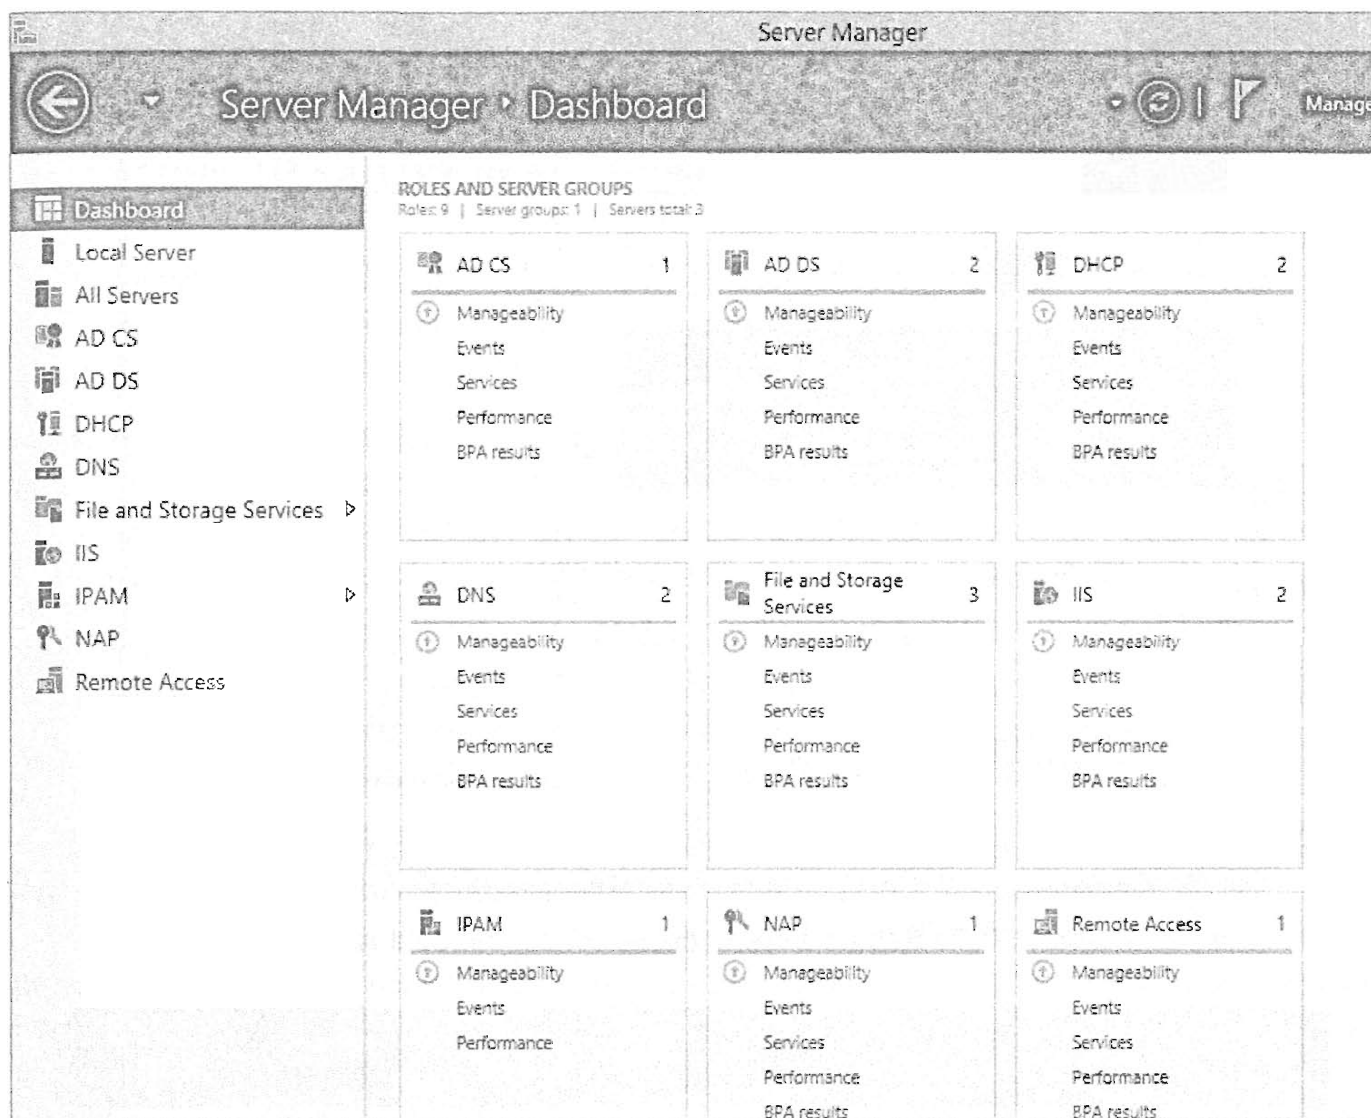 Server Manager
Server Manager • Dashboard
Manage
Dashboard
Local Server
All Servers
AD CS
AD DS
DHCP
DNS
File and Storage Services
IIS
IPAM
NAP
Remote Access
ROLES AND SERVER GROUPS
Roles: 9 | Server groups: 1 | Servers total: 3
AD CS 1
Manageability
Events
Services
Performance
BPA results
AD DS 2
Manageability
Events
Services
Performance
BPA results
DHCP 2
Manageability
Events
Services
Performance
BPA results
DNS 2
Manageability
Events
Services
Performance
BPA results
File and Storage
Services 3
Manageability
Events
Services
Performance
BPA results
IIS 2
Manageability
Events
Services
Performance
BPA results
IPAM 1
Manageability
Events
Performance
NAP 1
Manageability
Events
Services
Performance
BPA results
Remote Access 1
Manageability
Events
Services
Performance
BPA results